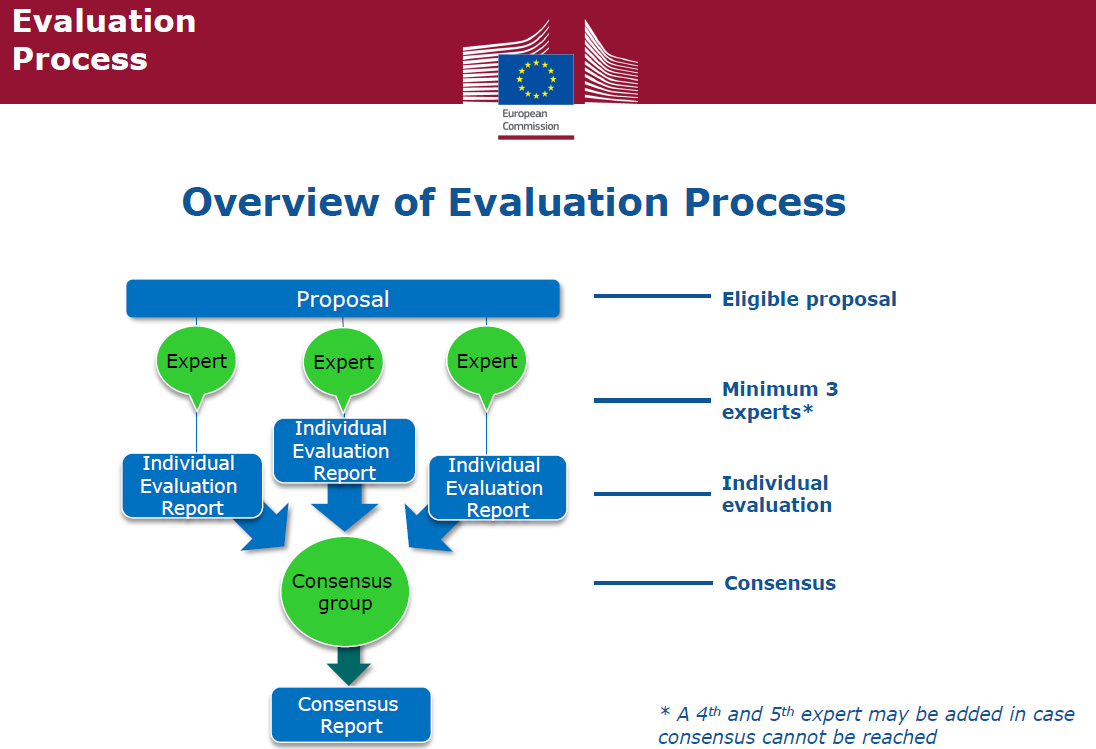 Evaluation
Process
European
Commission
Overview of Evaluation Process
Proposal
Eligible proposal
Expert
Expert
Expert
Minimum 3
experts*
Individual
Evaluation
Report
Individual
Evaluation
Report
Individual
Evaluation
Report
Individual
evaluation
Consensus
group
Consensus
Consensus
Report
* A 4th and 5th expert may be added in case
consensus cannot be reached